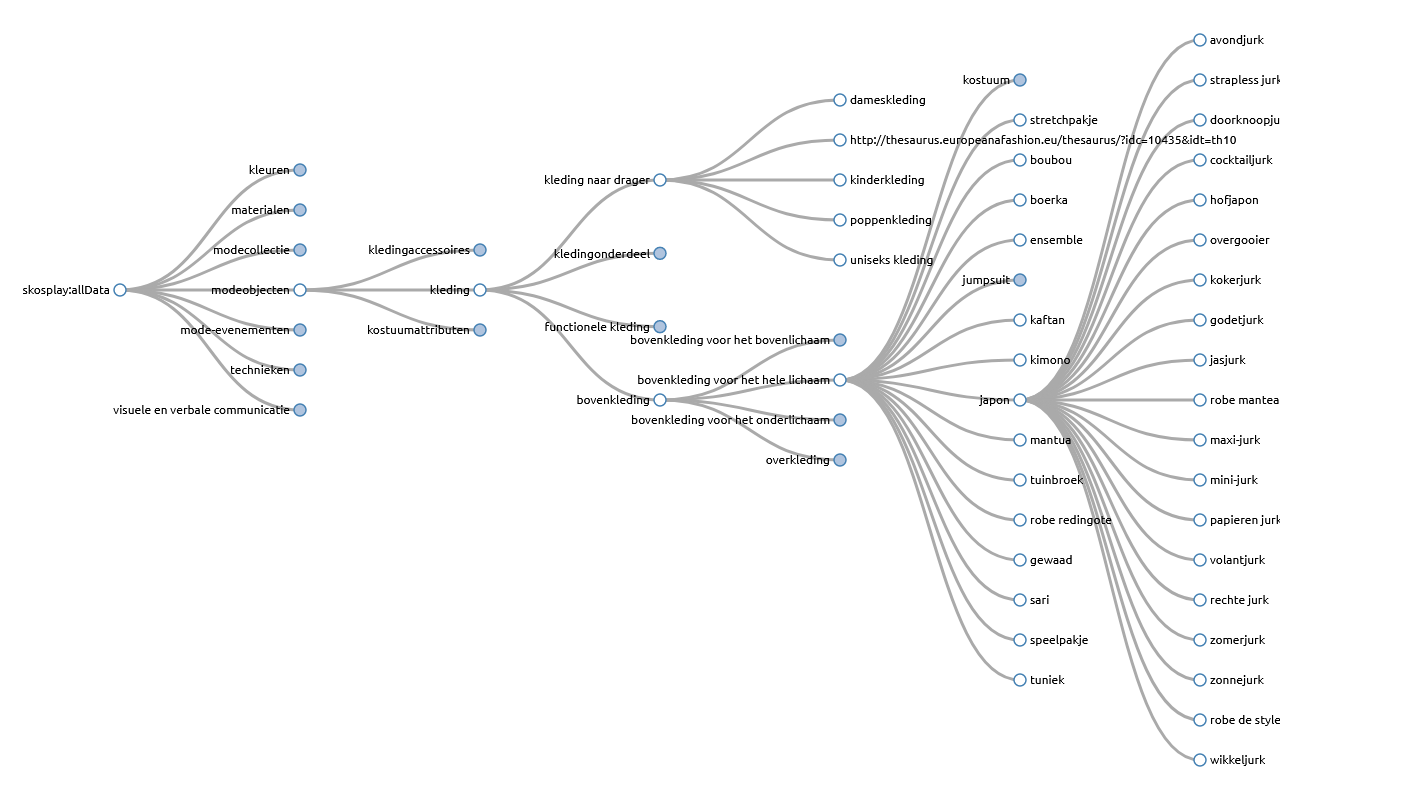 skosplay:allData
kleuren
materialen
modecollectie
modeobjecten
mode-evenementen
technieken
visuele en verbale communicatie
kledingaccessoires
kleding
kostuumattributen
kleding naar drager
kledingonderdeel
functionele kleding
bovenkleding
dameskleding
http://thesaurus.europeanafashion.eu/thesaurus/?idc=10435&idt=th10
kinderkleding
poppenkleding
uniseks kleding
bovenkleding voor het bovenlichaam
bovenkleding voor het hele lichaam
bovenkleding voor het onderlichaam
overkleding
kostuum
stretchpakje
boubou
boerka
ensemble
jumpsuit
kaftan
kimono
japon
mantua
tuinbroek
robe redingote
gewaad
sari
speelpakje
tuniek
avondjurk
strapless jurk
doorknoopju
cocktailjurk
hofjapon
overgooier
kokerjurk
godetjurk
jasjurk
robe mantea
maxi-jurk
mini-jurk
papieren jurk
volantjurk
rechte jurk
zomerjurk
zonnejurk
robe de style
wikkeljurk